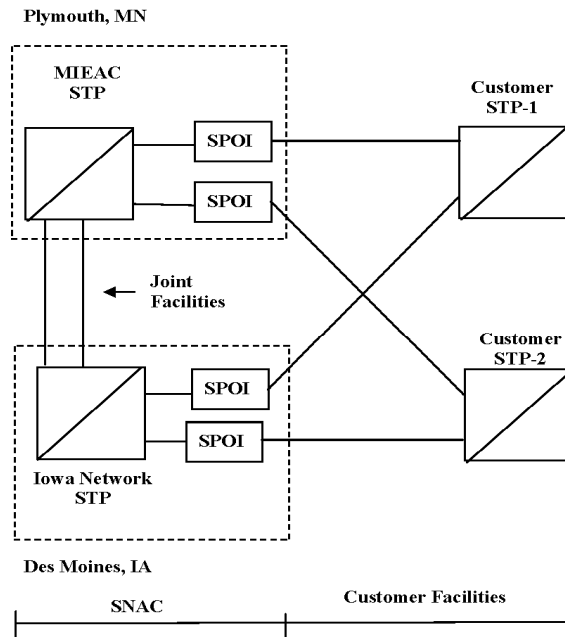 Plymouth, MN
MIEAC
STP
SPOI
SPOI
Customer
STP-1
Joint
Facilities
Customer
STP-2
SPOI
SPOI
Iowa Network
STP
Des Moines, IA
SNAC
Customer Facilities